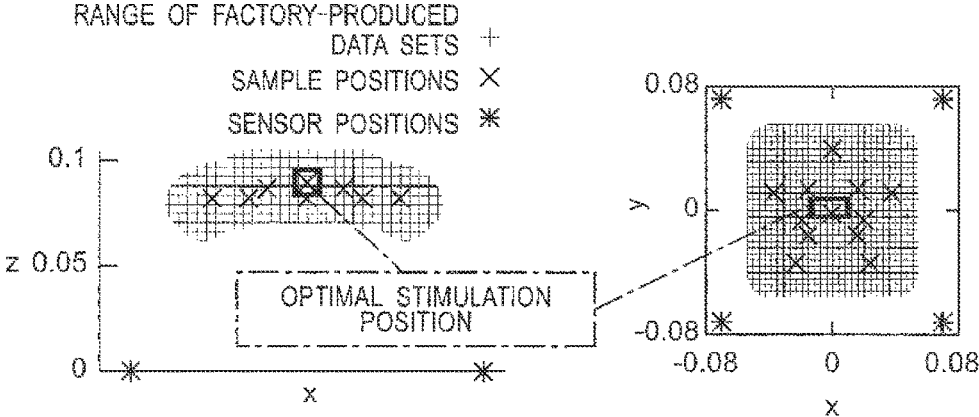 RANGE OF FACTORY-PRODUCED
DATA SETS
SAMPLE POSITIONS
SENSOR POSITIONS
0.1
z 0.05
0
x
OPTIMAL STIMULATION
POSITION
0.08
y 0
-0.08
-0.08 0 0.08
x